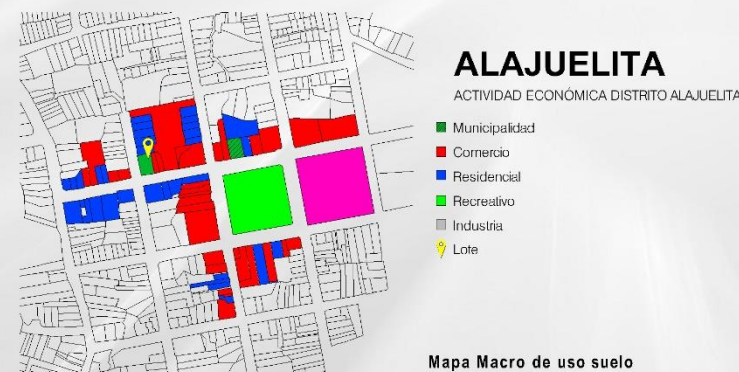 ALAJUELITA
ACTIVIDAD ECONÓMICA DISTRITO ALAJUELITA
Municipalidad
Comercio
Residencial
Recreativo
Industria
Lote
Mapa Macro de uso suelo